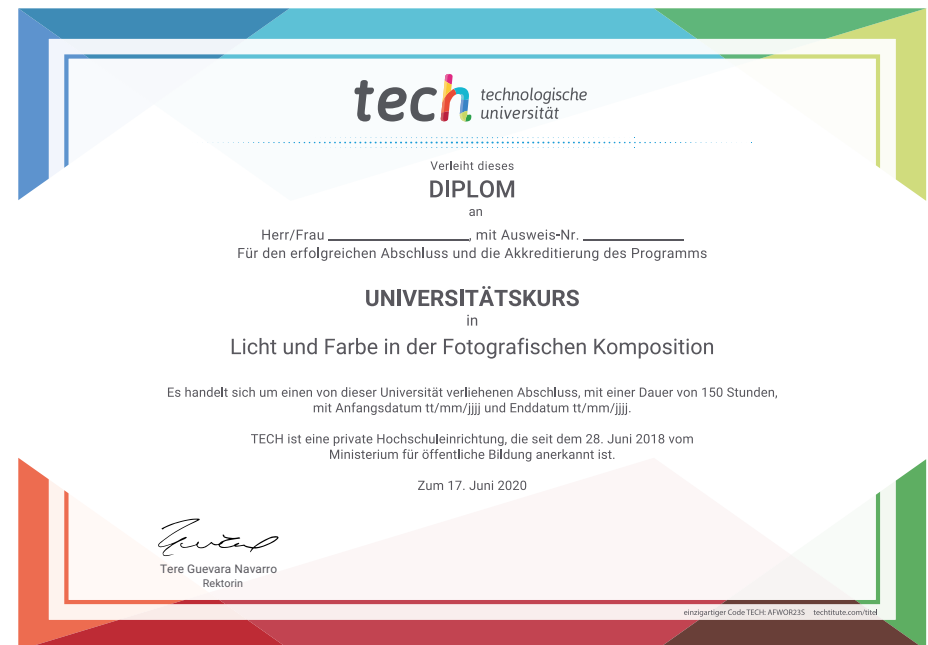 tech technologische
universität
Verleiht dieses
DIPLOM
an
Herr/Frau ____________________, mit Ausweis-Nr. ______________
Für den erfolgreichen Abschluss und die Akkreditierung des Programms
UNIVERSITÄTSKURS
in
Licht und Farbe in der Fotografischen Komposition
Es handelt sich um einen von dieser Universität verliehenen Abschluss, mit einer Dauer von 150 Stunden,
mit Anfangsdatum tt/mm/jjjj und Enddatum tt/mm/jjjj.
TECH ist eine private Hochschuleinrichtung, die seit dem 28. Juni 2018 vom
Ministerium für öffentliche Bildung anerkannt ist.
Zum 17. Juni 2020
Tere Guevara Navarro
Rektorin
einzigartiger Code TECH: AFWOR23S techtitute.com/titel